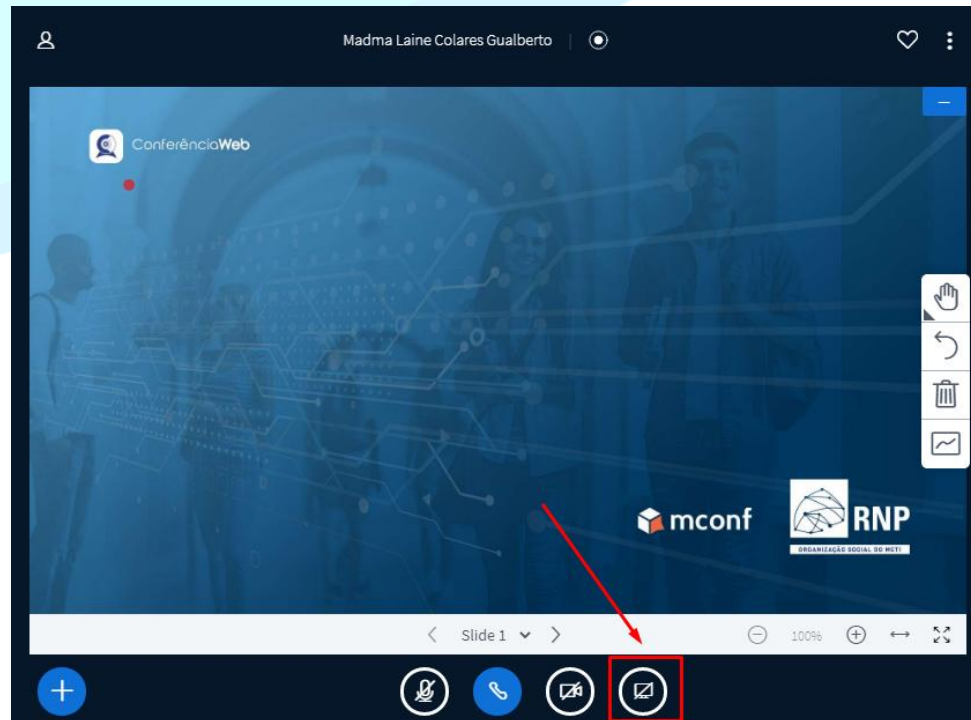 Madma Laine Colares Gualberto
ConferênciaWeb
mconf
RNP
ORGANIZAÇÃO SOCIAL DO MCTI
Slide 1
100%